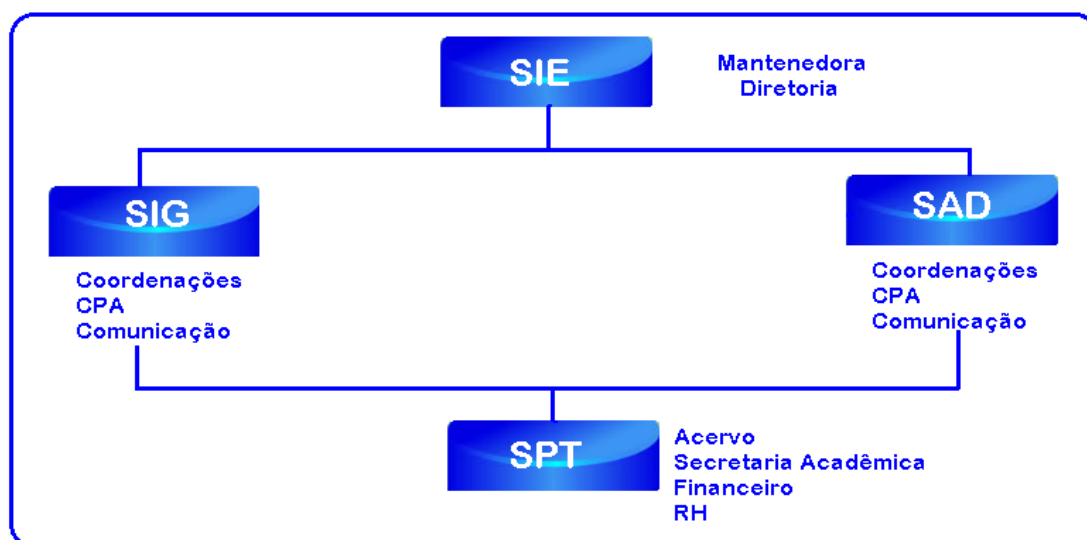 SIE
Mantenedora
Diretoria
SIG
Coordenações
CPA
Comunicação
SAD
Coordenações
CPA
Comunicação
SPT
Acervo
Secretaria Acadêmica
Financeiro
RH